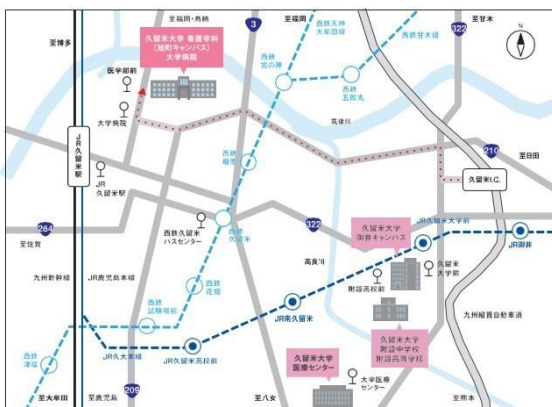 至福岡・鳥栖
3
至福岡
西鉄天神
大牟田線
西鉄甘木線
322
至甘木
至博多
久留米大学 看護学科
(旭町キャンパス)
大学病院
医学部前
西鉄
宮の陣
西鉄
五郎丸
大学病院
筑後川
JR久留米駅
西鉄
櫛原
210
至日田
JR
久留米駅
久留米I.C.
264
至佐賀
西鉄久留米
バスセンター
西鉄
久留米
322
久留米大学
御井キャンパス
JR久留米大学前
JR御井
高良川
九州新幹線
JR鹿児島本線
西鉄
花畑
附設高校前
久留米
大学前
西鉄
試験場前
JR南久留米
九州縦貫自動車道
西鉄
津福
JR久大本線
JR久留米高校前
久留米大学
附設中学校
附設高等学校
久留米大学
医療センター
大学医療
センター
至大牟田
209
至鹿児島
至八女
至熊本